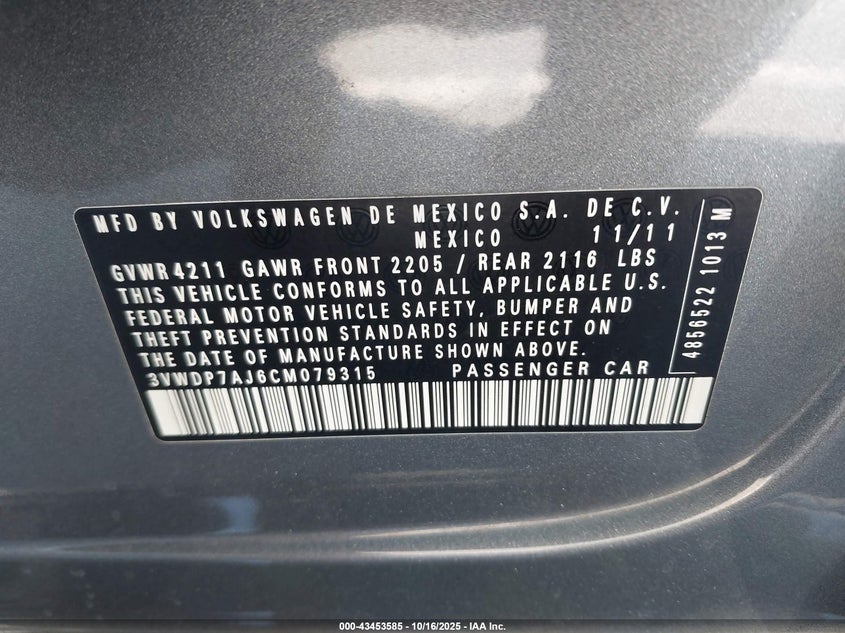 MFD BY VOLKSWAGEN DE MEXICO S.A. DE C.V.
MEXICO 11/11
GVWR4211 GAWR FRONT 2205 / REAR 2116 LBS
THIS VEHICLE CONFORMS TO ALL APPLICABLE U.S.
FEDERAL MOTOR VEHICLE SAFETY, BUMPER AND
THEFT PREVENTION STANDARDS IN EFFECT ON
THE DATE OF MANUFACTURE SHOWN ABOVE.
3VWDP7AJ6CM079315 PASSENGER CAR
4856522 1013 M
000-43453585 - 10/16/2025 - IAA Inc.